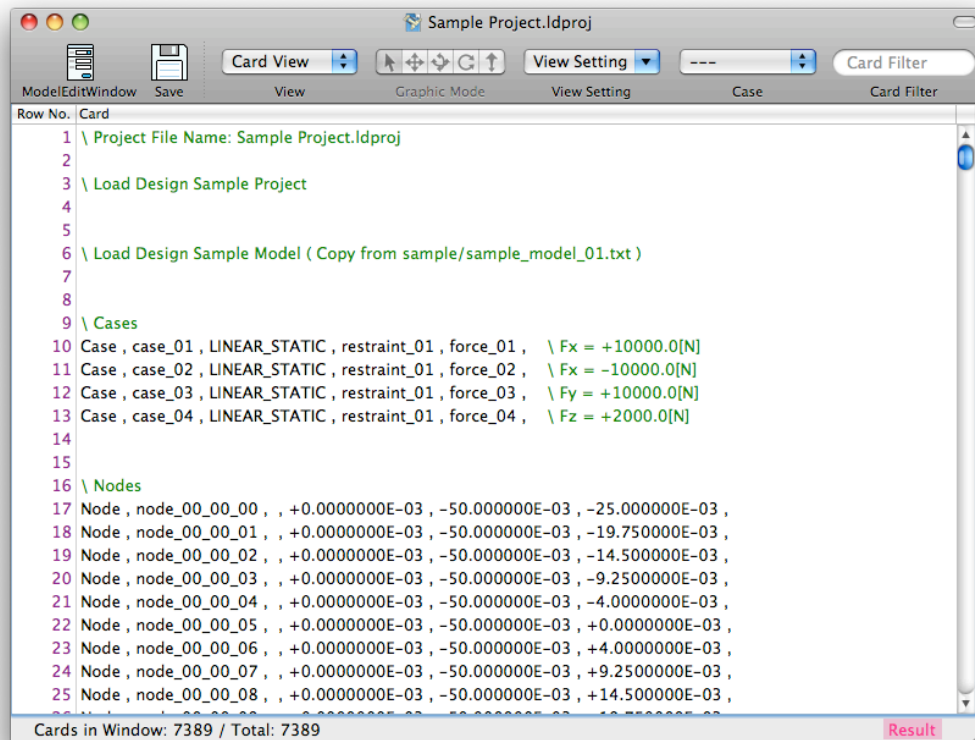 Sample Project.ldproj
Card View
View Setting
---
Card Filter
ModelEditWindow Save View Graphic Mode View Setting Case Card Filter
Row No. Card
1 \ Project File Name: Sample Project.ldproj
2
3 \ Load Design Sample Project
4
5
6 \ Load Design Sample Model ( Copy from sample/sample_model_01.txt )
7
8
9 \ Cases
10 Case , case_01 , LINEAR_STATIC , restraint_01 , force_01 , \ Fx = +10000.0[N]
11 Case , case_02 , LINEAR_STATIC , restraint_01 , force_02 , \ Fx = -10000.0[N]
12 Case , case_03 , LINEAR_STATIC , restraint_01 , force_03 , \ Fy = +10000.0[N]
13 Case , case_04 , LINEAR_STATIC , restraint_01 , force_04 , \ Fz = +2000.0[N]
14
15
16 \ Nodes
17 Node , node_00_00_00 , , +0.0000000E-03 , -50.000000E-03 , -25.000000E-03 ,
18 Node , node_00_00_01 , , +0.0000000E-03 , -50.000000E-03 , -19.750000E-03 ,
19 Node , node_00_00_02 , , +0.0000000E-03 , -50.000000E-03 , -14.500000E-03 ,
20 Node , node_00_00_03 , , +0.0000000E-03 , -50.000000E-03 , -9.2500000E-03 ,
21 Node , node_00_00_04 , , +0.0000000E-03 , -50.000000E-03 , -4.0000000E-03 ,
22 Node , node_00_00_05 , , +0.0000000E-03 , -50.000000E-03 , +0.0000000E-03 ,
23 Node , node_00_00_06 , , +0.0000000E-03 , -50.000000E-03 , +4.0000000E-03 ,
24 Node , node_00_00_07 , , +0.0000000E-03 , -50.000000E-03 , +9.2500000E-03 ,
25 Node , node_00_00_08 , , +0.0000000E-03 , -50.000000E-03 , +14.500000E-03 ,
Cards in Window: 7389 / Total: 7389
Result